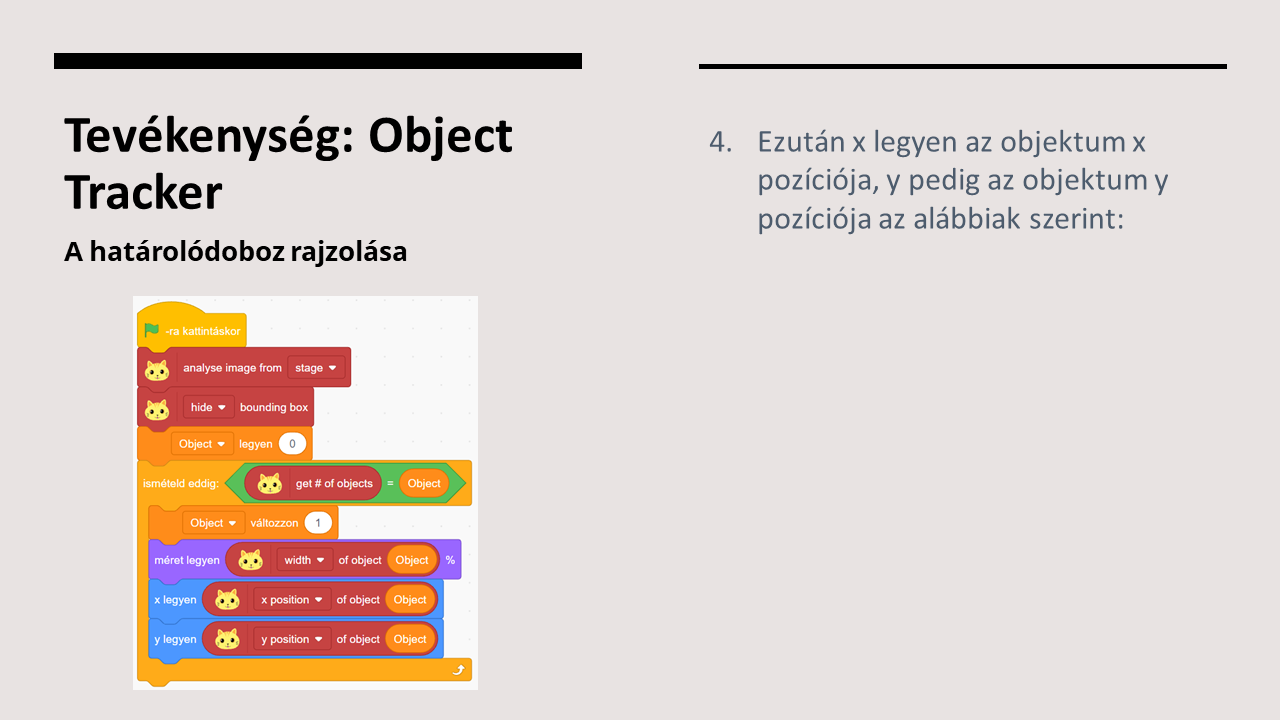 Tevékenység: Object
Tracker
A határolódoboz rajzolása
-ra kattintáskor
analyse image from stage
hide bounding box
Object legyen 0
ismételd eddig: get # of objects = Object
Object változzon 1
méret legyen width of object Object %
x legyen x position of object Object
y legyen y position of object Object
4. Ezután x legyen az objektum x
pozíciója, y pedig az objektum y
pozíciója az alábbiak szerint: